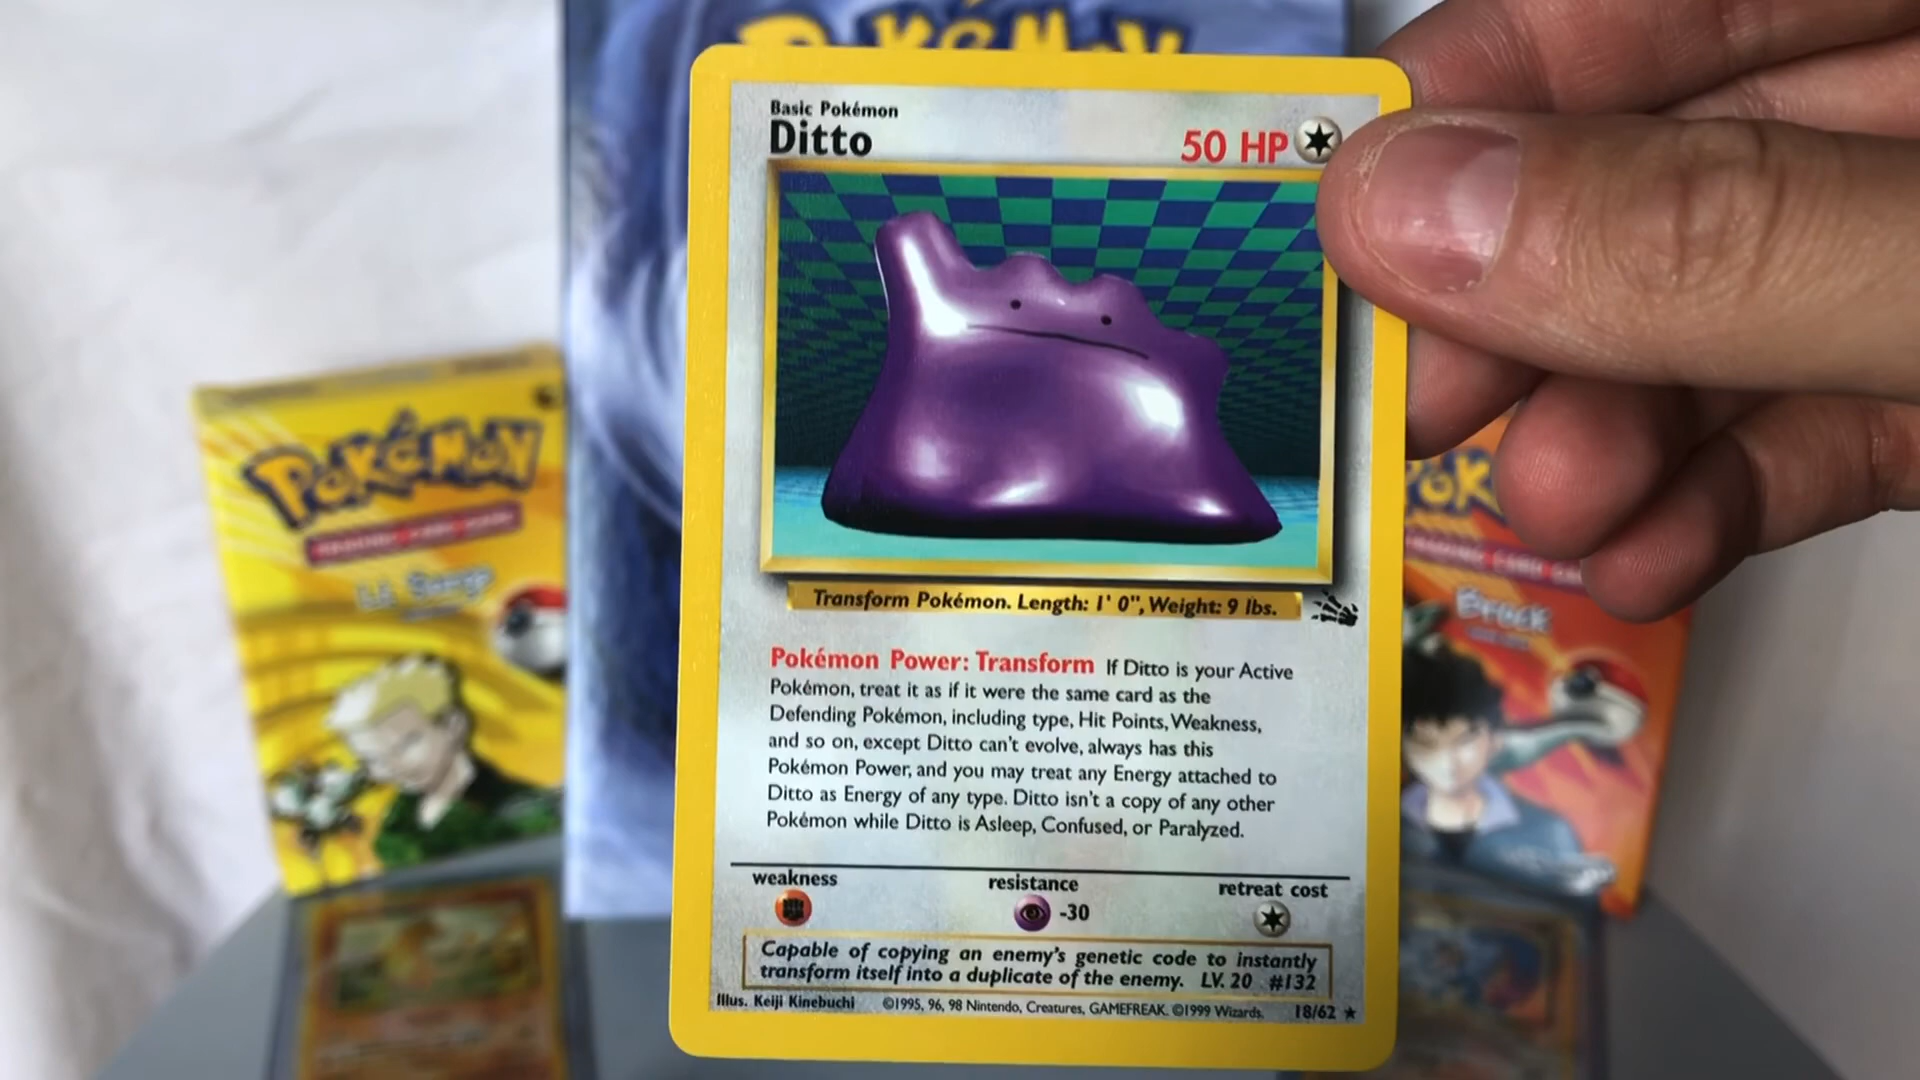 Pokémon
Basic Pokémon
Ditto
50 HP
Transform Pokémon. Length: 1' 0", Weight: 9 lbs.
Pokémon Power: Transform If Ditto is your Active
Pokémon, treat it as if it were the same card as the
Defending Pokémon, including type, Hit Points, Weakness,
and so on, except Ditto can't evolve, always has this
Pokémon Power, and you may treat any Energy attached to
Ditto as Energy of any type. Ditto isn't a copy of any other
Pokémon while Ditto is Asleep, Confused, or Paralyzed.
weakness
resistance
retreat cost
-30
Capable of copying an enemy's genetic code to instantly
transform itself into a duplicate of the enemy. LV. 20 #132
Illus. Keiji Kinebuchi ©1995, 96, 98 Nintendo, Creatures, GAMEFREAK. ©1999 Wizards. 18/62 ★
Pokémon
TRADING CARD GAME
Lt. Surge
Brock